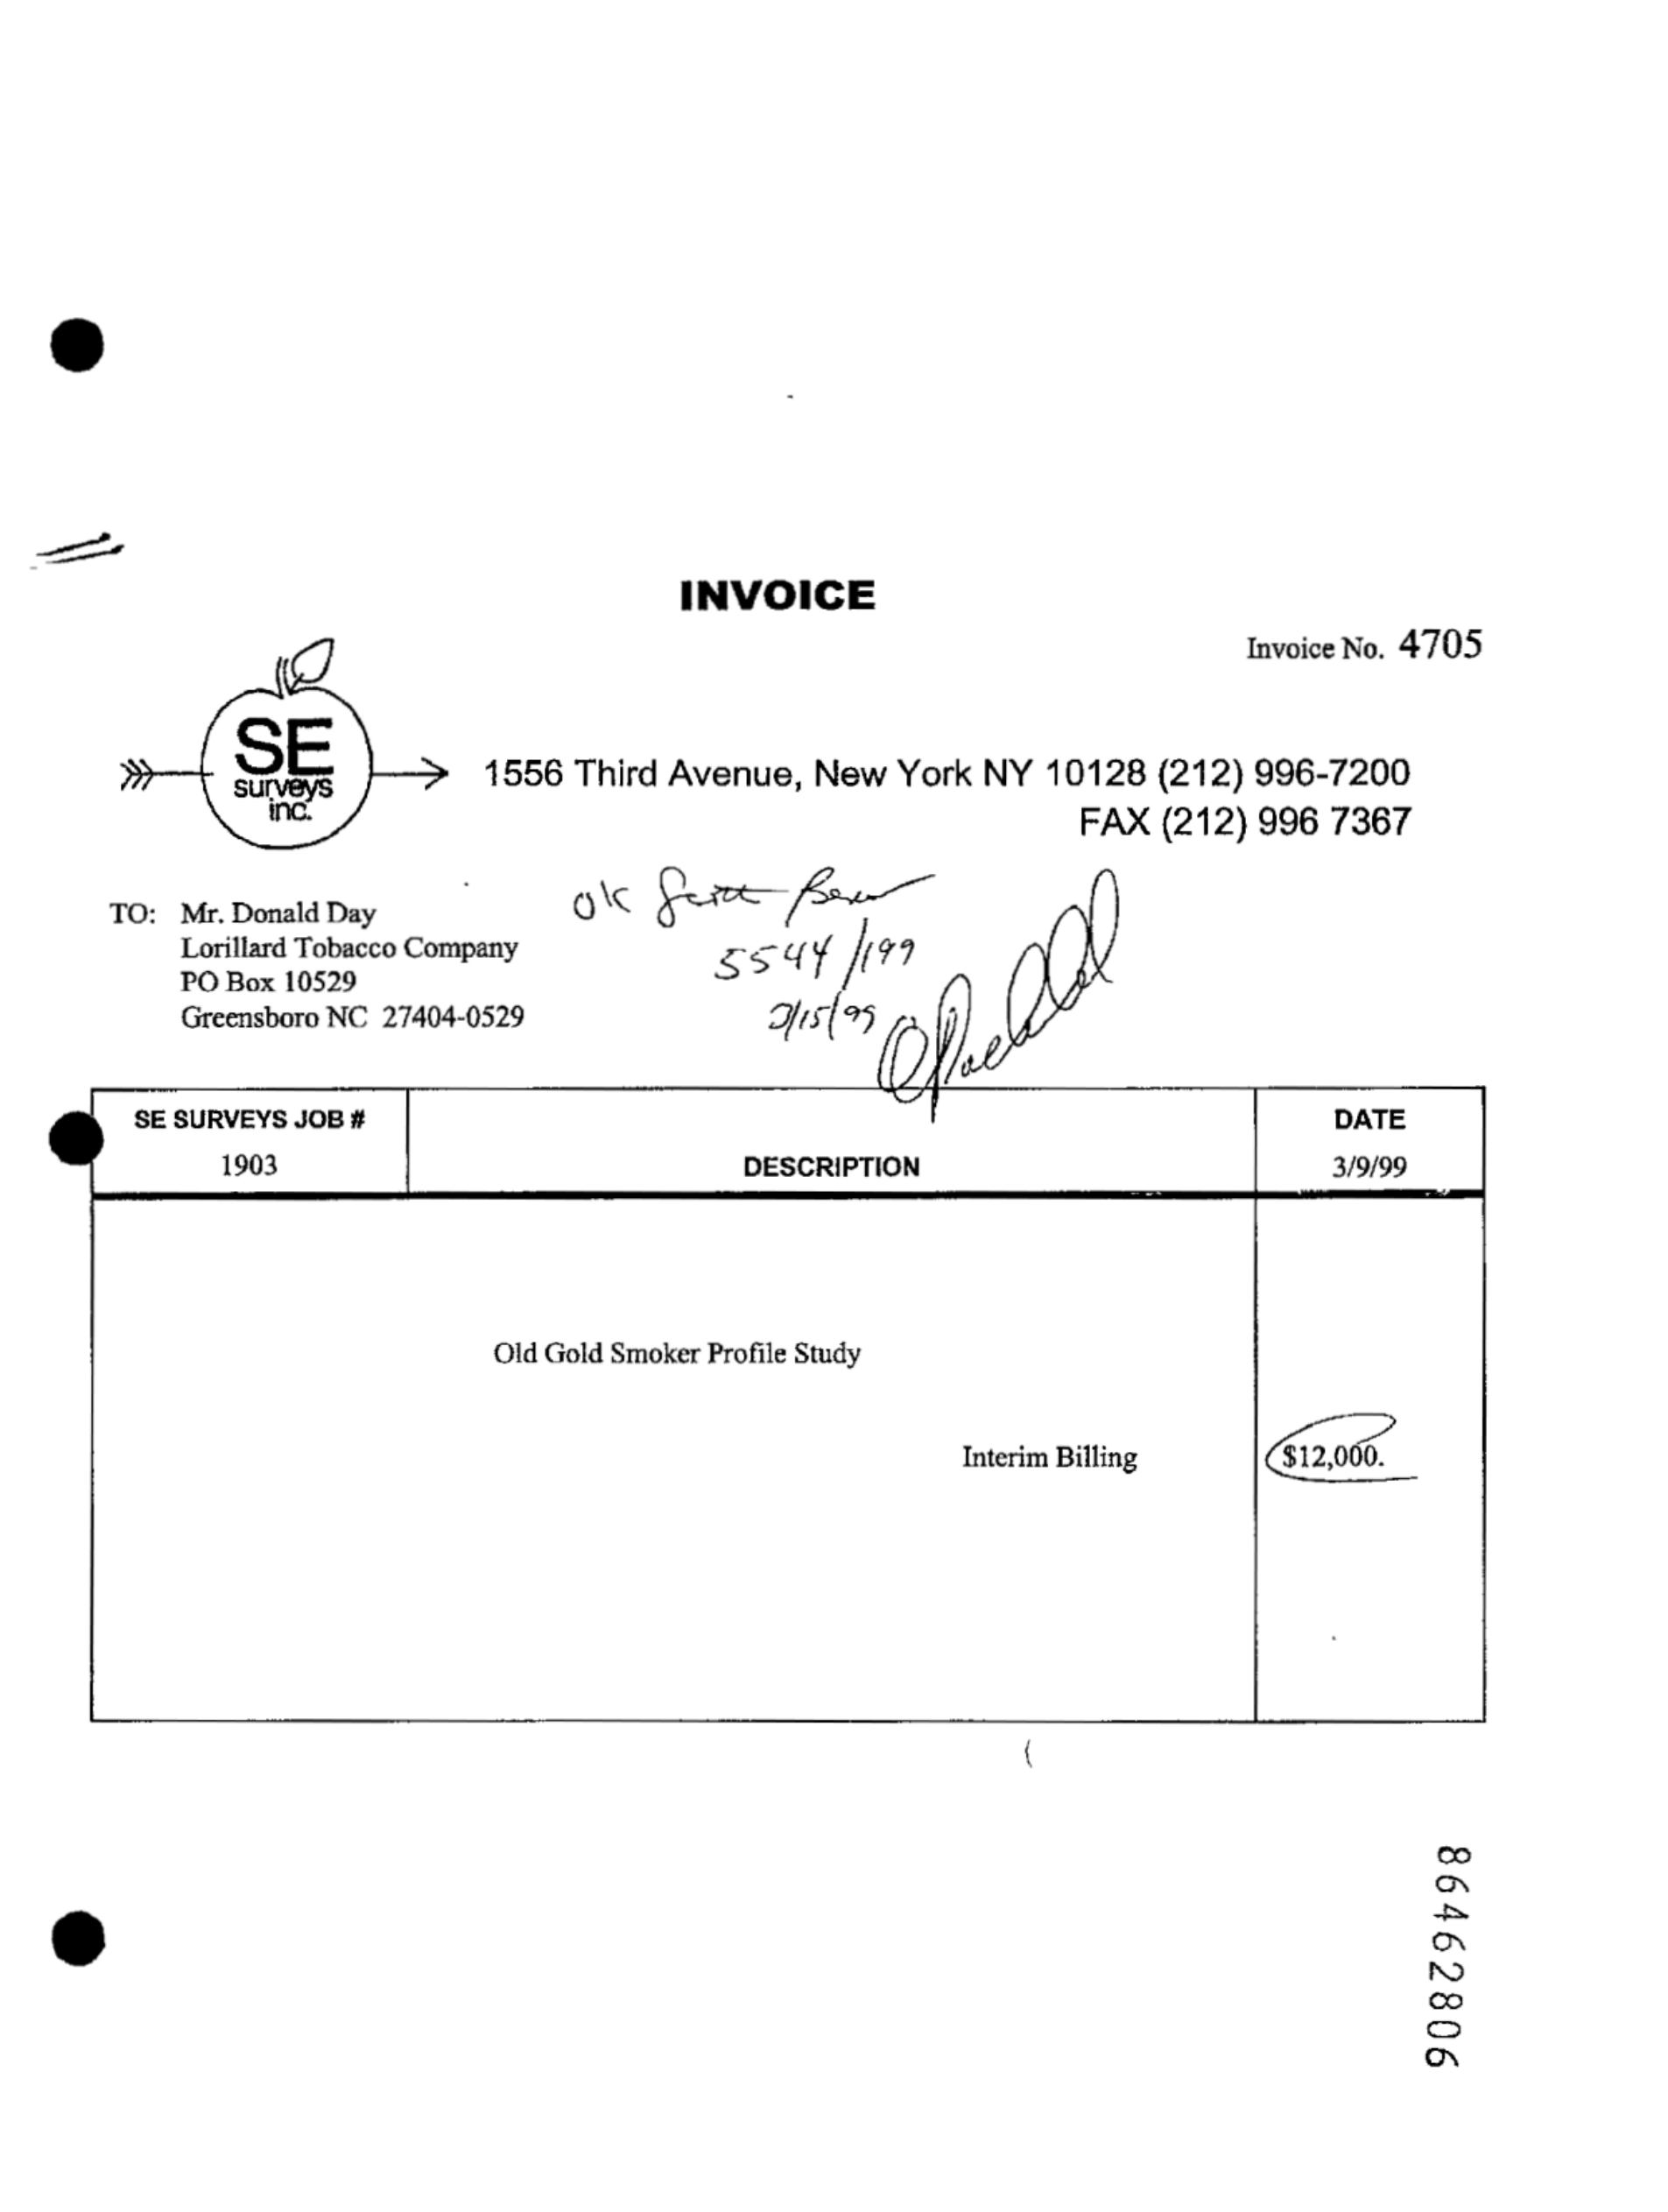 INVOICE
Invoice No. 4705
SE
surveys
inc.
1556 Third Avenue, New York NY 10128 (212) 996-7200
FAX (212) 996 7367
OK
5544/199
3/15/99
TO: Mr. Donald Day
Lorillard Tobacco Company
PO Box 10529
Greensboro NC 27404-0529
SE SURVEYS JOB #
1903
DESCRIPTION
DATE
3/9/99
Old Gold Smoker Profile Study
Interim Billing $12,000.
86462806